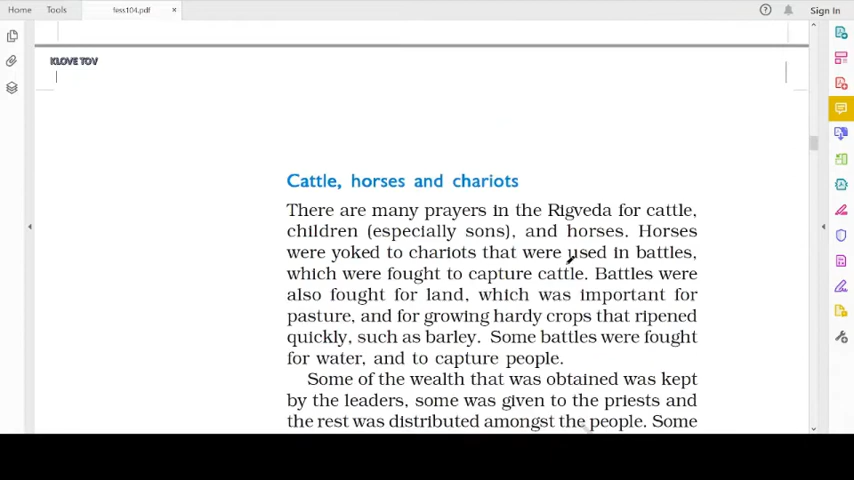 Home Tools fess104.pdf × Sign In
KLOVE TOV
Cattle, horses and chariots
There are many prayers in the Rigveda for cattle,
children (especially sons), and horses. Horses
were yoked to chariots that were used in battles,
which were fought to capture cattle. Battles were
also fought for land, which was important for
pasture, and for growing hardy crops that ripened
quickly, such as barley. Some battles were fought
for water, and to capture people.
Some of the wealth that was obtained was kept
by the leaders, some was given to the priests and
the rest was distributed amongst the people. Some